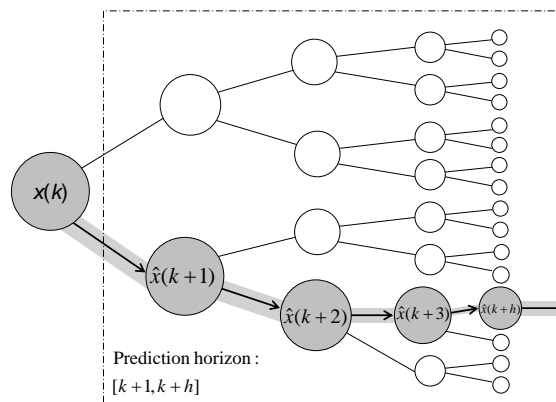 x(k)
x̂(k+1)
x̂(k+2)
x̂(k+3)
x̂(k+h)
Prediction horizon :
[k+1,k+h]